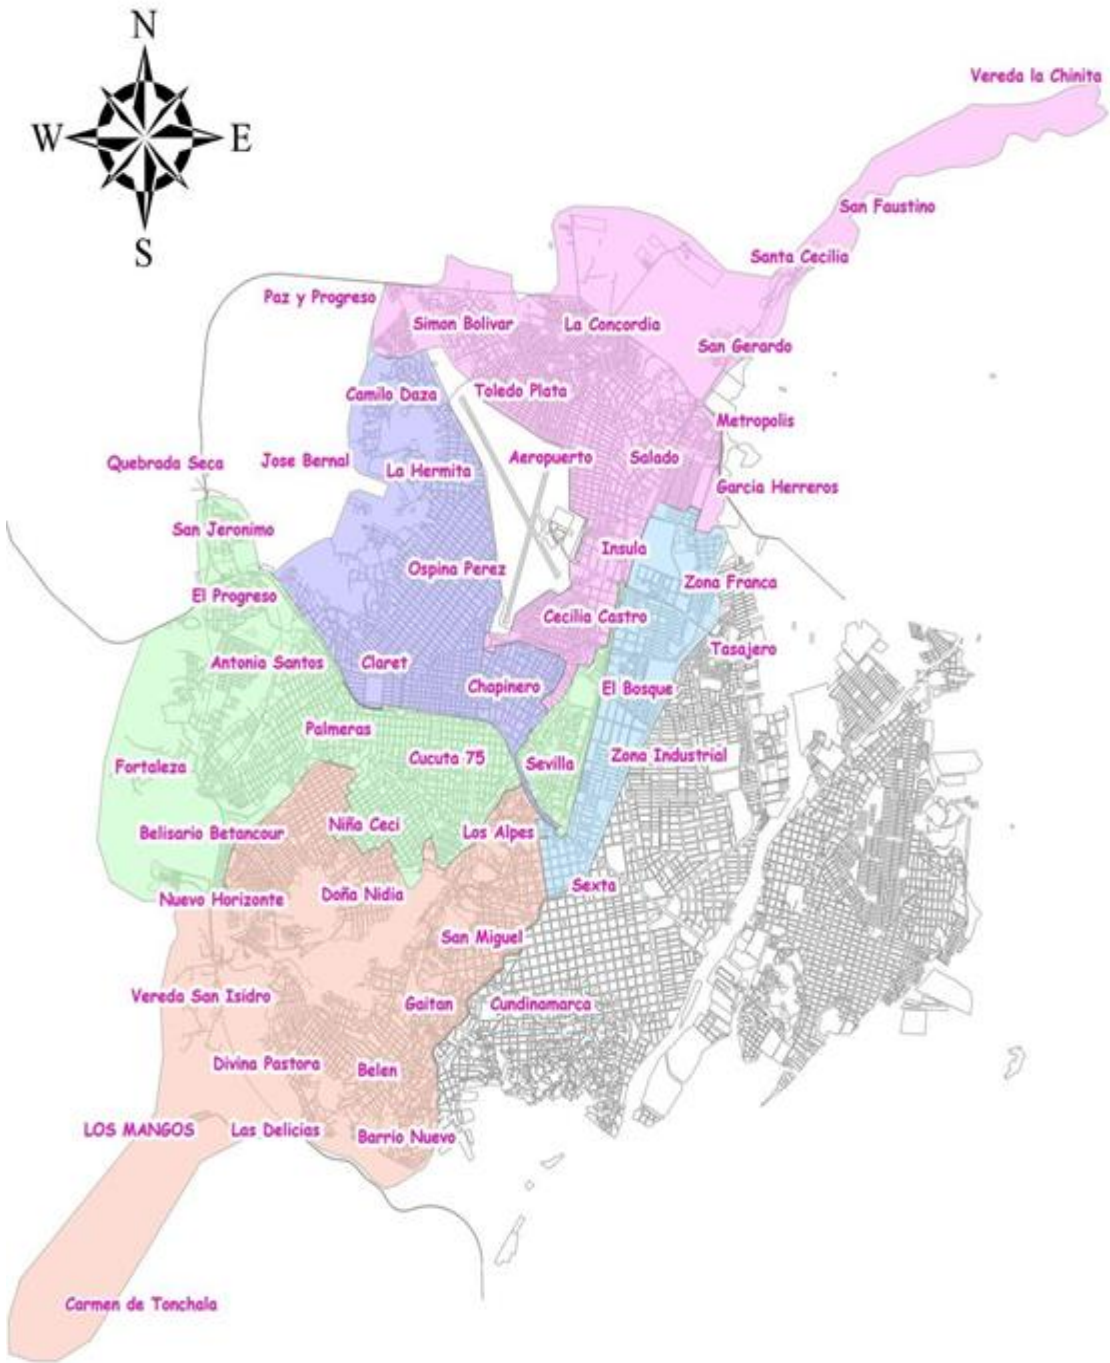 N
W E
S
Vereda la Chinita
San Faustino
Santa Cecilia
Paz y Progreso
Simon Bolivar
La Concordia
San Gerardo
Camilo Daza
Toledo Plata
Metropolis
Quebrada Seca
Jose Bernal
La Hermita
Aeropuerto
Salado
Garcia Herreros
San Jeronimo
Insula
Ospina Perez
Zona Franca
El Progreso
Cecilia Castro
Antonia Santos
Claret
Tasajero
Chapinero
El Bosque
Palmeras
Cucuta 75
Sevilla
Zona Industrial
Fortaleza
Belisario Betancour
Niña Ceci
Los Alpes
Nuevo Horizonte
Doña Nidia
Sexta
San Miguel
Vereda San Isidro
Gaitan
Cundinamarca
Divina Pastora
Belen
LOS MANGOS
Las Delicias
Barrio Nuevo
Carmen de Tonchala